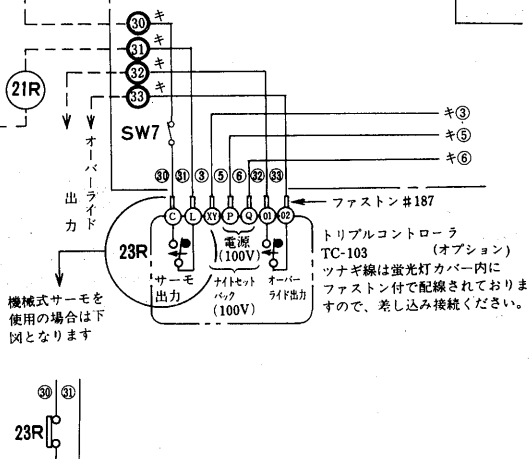 ㉚ キ
㉛ キ
㉜ キ
㉝ キ
21R
SW7
オーバーライド
出力
キ③
キ⑤
キ⑥
㉚ ㉛ ③ ⑤ ⑥ ㉜ ㉝
ファストン#187
C L XY P Q O1 O2
23R
電源
(100V)
サーモ
出力
ナイトセット
バック
(100V)
オーバー
ライド出力
トリプルコントローラ
TC-103 (オプション)
ツナギ線は蛍光灯カバー内に
ファストン付で配線されておりま
すので、差し込み接続ください。
機械式サーモを
使用の場合は下
図となります
㉚ ㉛
23R